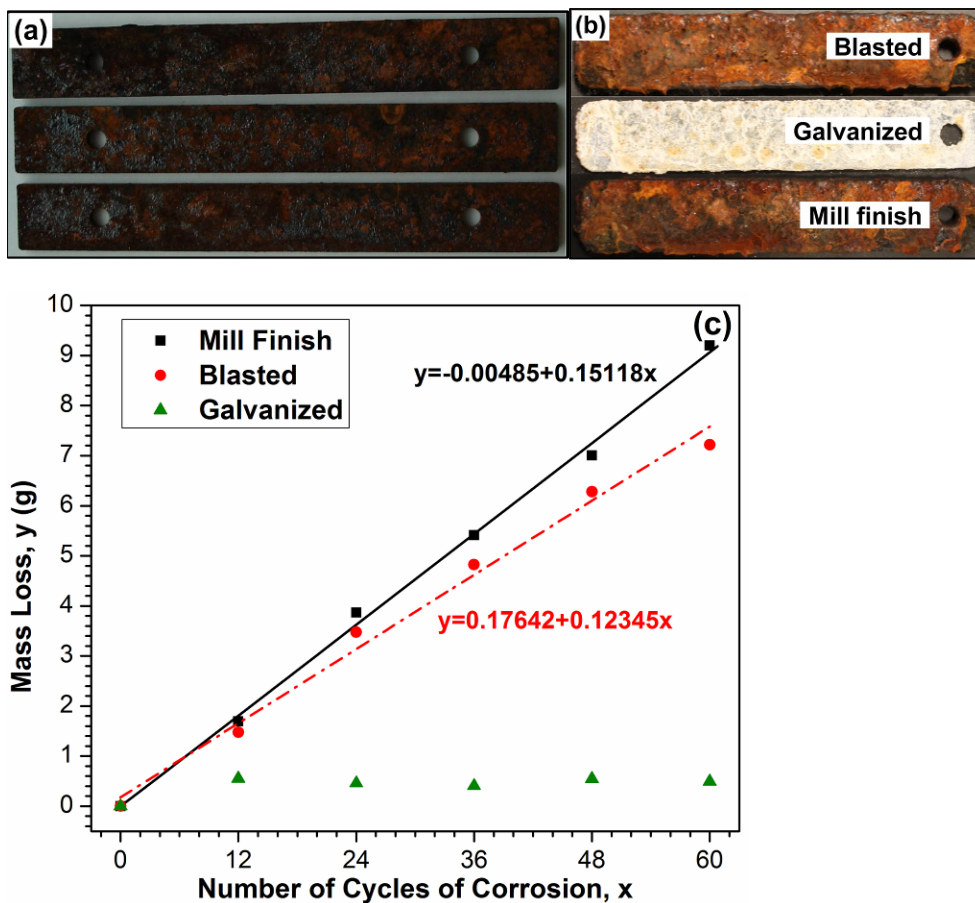 (a)
(b)
Blasted
Galvanized
Mill finish
(c)
Mill Finish
Blasted
Galvanized
y=-0.00485+0.15118x
y=0.17642+0.12345x
Mass Loss, y (g)
10
9
8
7
6
5
4
3
2
1
0
0 12 24 36 48 60
Number of Cycles of Corrosion, x